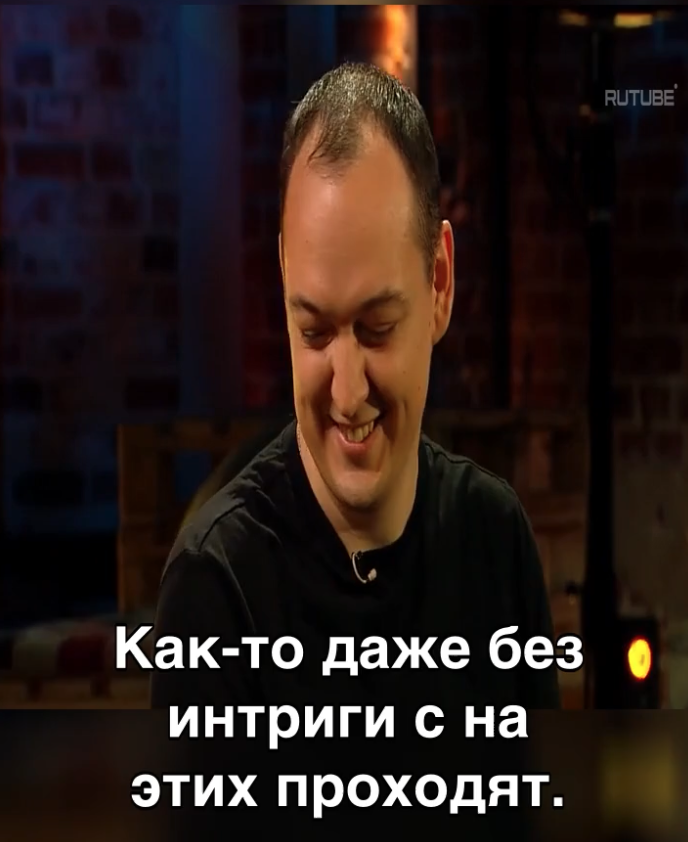 RUTUBE
Как-то даже без
интриги с на
этих проходят.